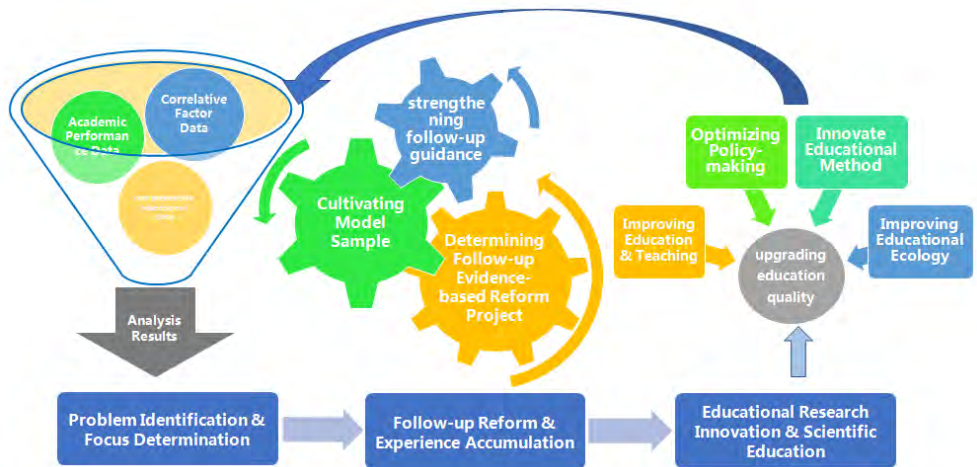 Academic
Performan
ce Data
Correlative
Factor
Data
strengthe
ning
follow-up
guidance
Cultivating
Model
Sample
Determining
Follow-up
Evidence-
based Reform
Project
Optimizing
Policy-
making
Innovate
Educational
Method
Improving
Education
& Teaching
upgrading
education
quality
Improving
Educational
Ecology
Analysis
Results
Problem Identification &
Focus Determination
Follow-up Reform &
Experience Accumulation
Educational Research
Innovation & Scientific
Education